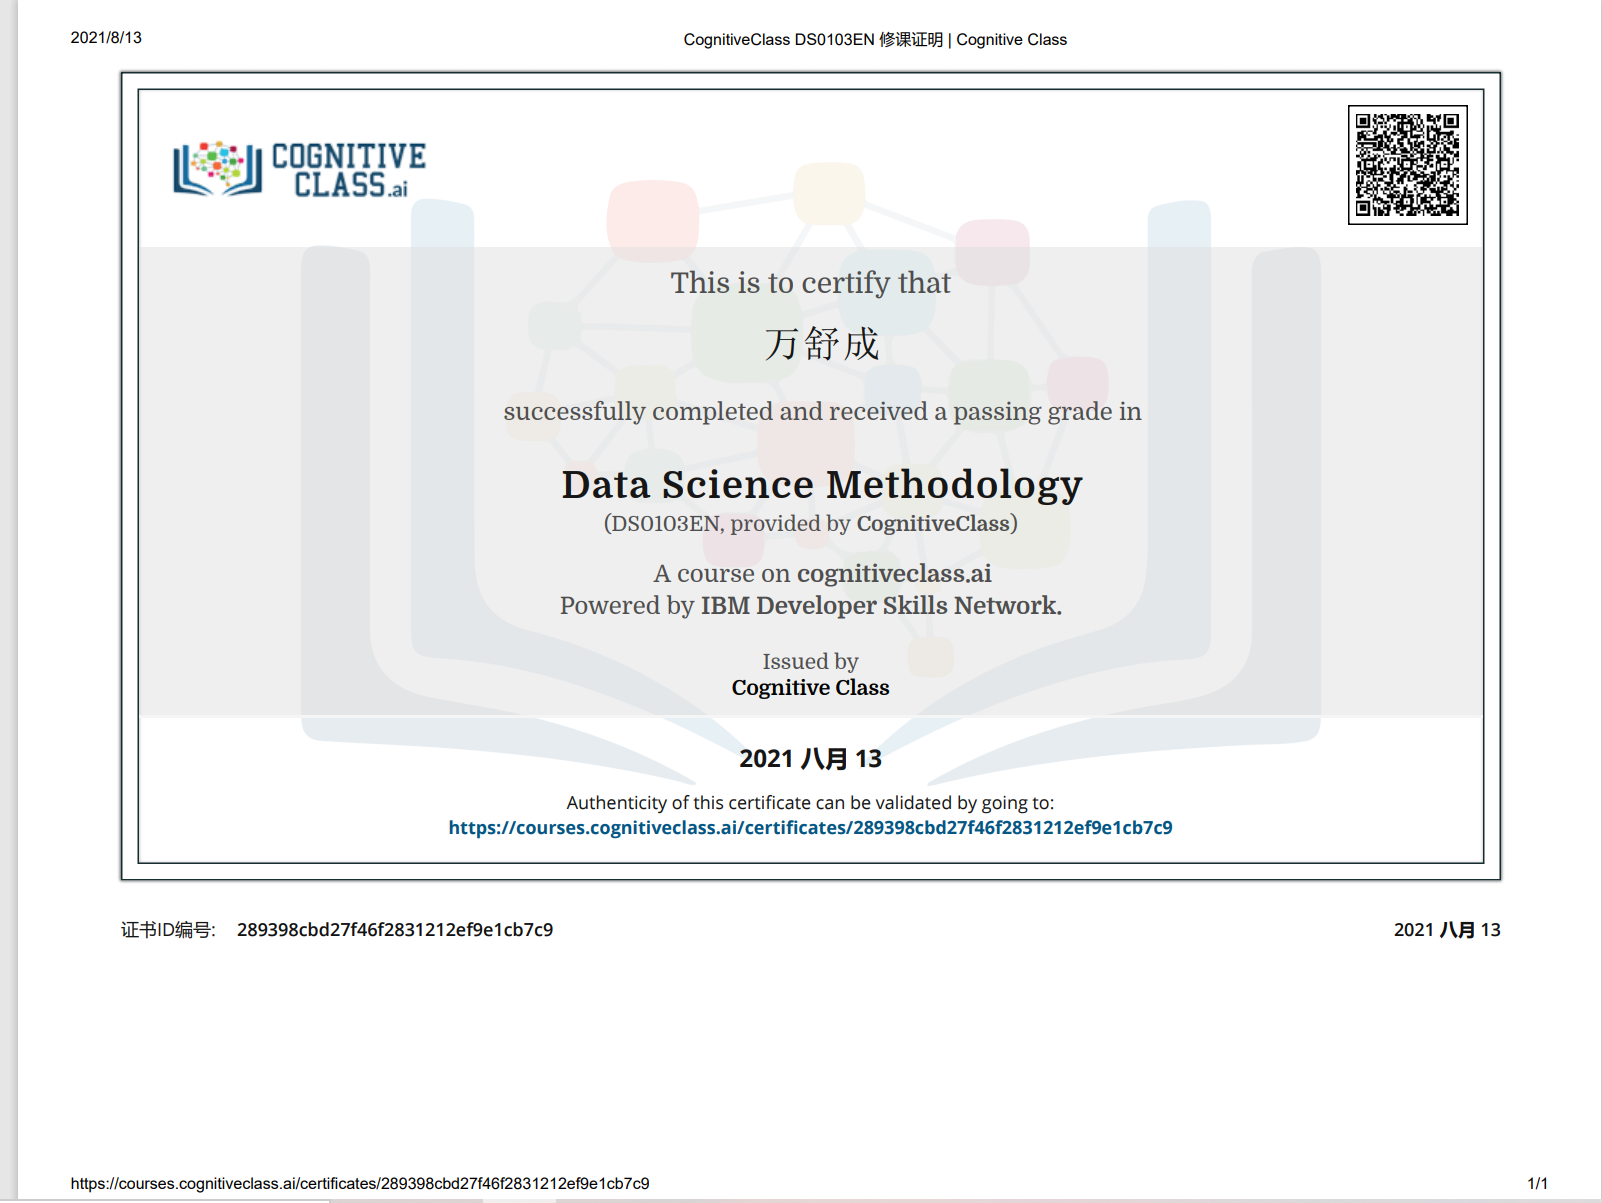 2021/8/13
CognitiveClass DS0103EN 修课证明 | Cognitive Class
COGNITIVE
CLASS.ai
This is to certify that
万舒成
successfully completed and received a passing grade in
Data Science Methodology
(DS0103EN, provided by CognitiveClass)
A course on cognitiveclass.ai
Powered by IBM Developer Skills Network.
Issued by
Cognitive Class
2021 八月 13
Authenticity of this certificate can be validated by going to:
https://courses.cognitiveclass.ai/certificates/289398cbd27f46f2831212ef9e1cb7c9
证书ID编号: 289398cbd27f46f2831212ef9e1cb7c9
2021 八月 13
https://courses.cognitiveclass.ai/certificates/289398cbd27f46f2831212ef9e1cb7c9
1/1